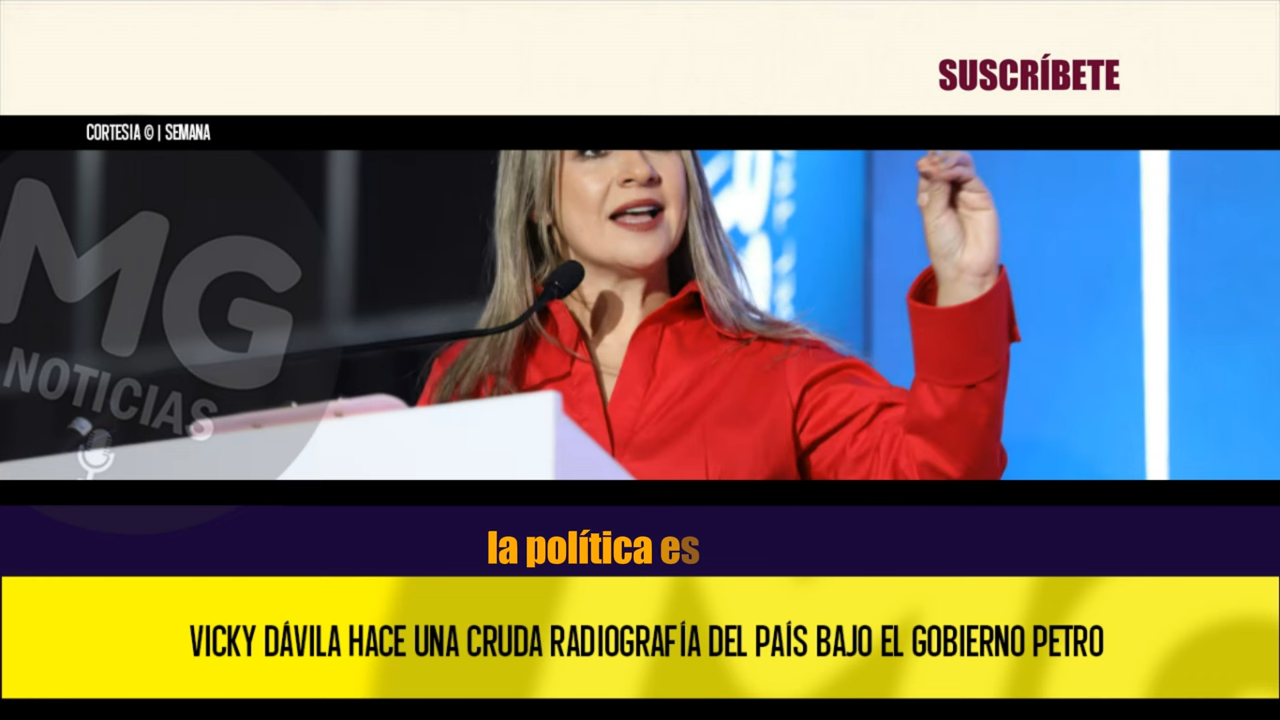 SUSCRÍBETE
CORTESIA © | SEMANA
MG
NOTICIAS
la política es
VICKY DÁVILA HACE UNA CRUDA RADIOGRAFÍA DEL PAÍS BAJO EL GOBIERNO PETRO